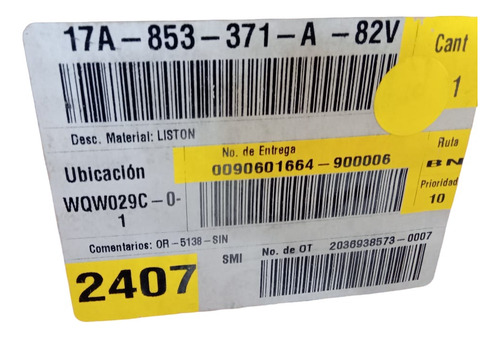 17A-853-371-A -82V
Cant
1
Desc. Material: LISTON
No. de Entrega
0090601664-900006
Ruta
BN
Ubicación
WQW029C-0-
1
Prioridad
10
Comentarios: OR-5138-SIN
2407
SMI
No. de OT 2036938573-0007